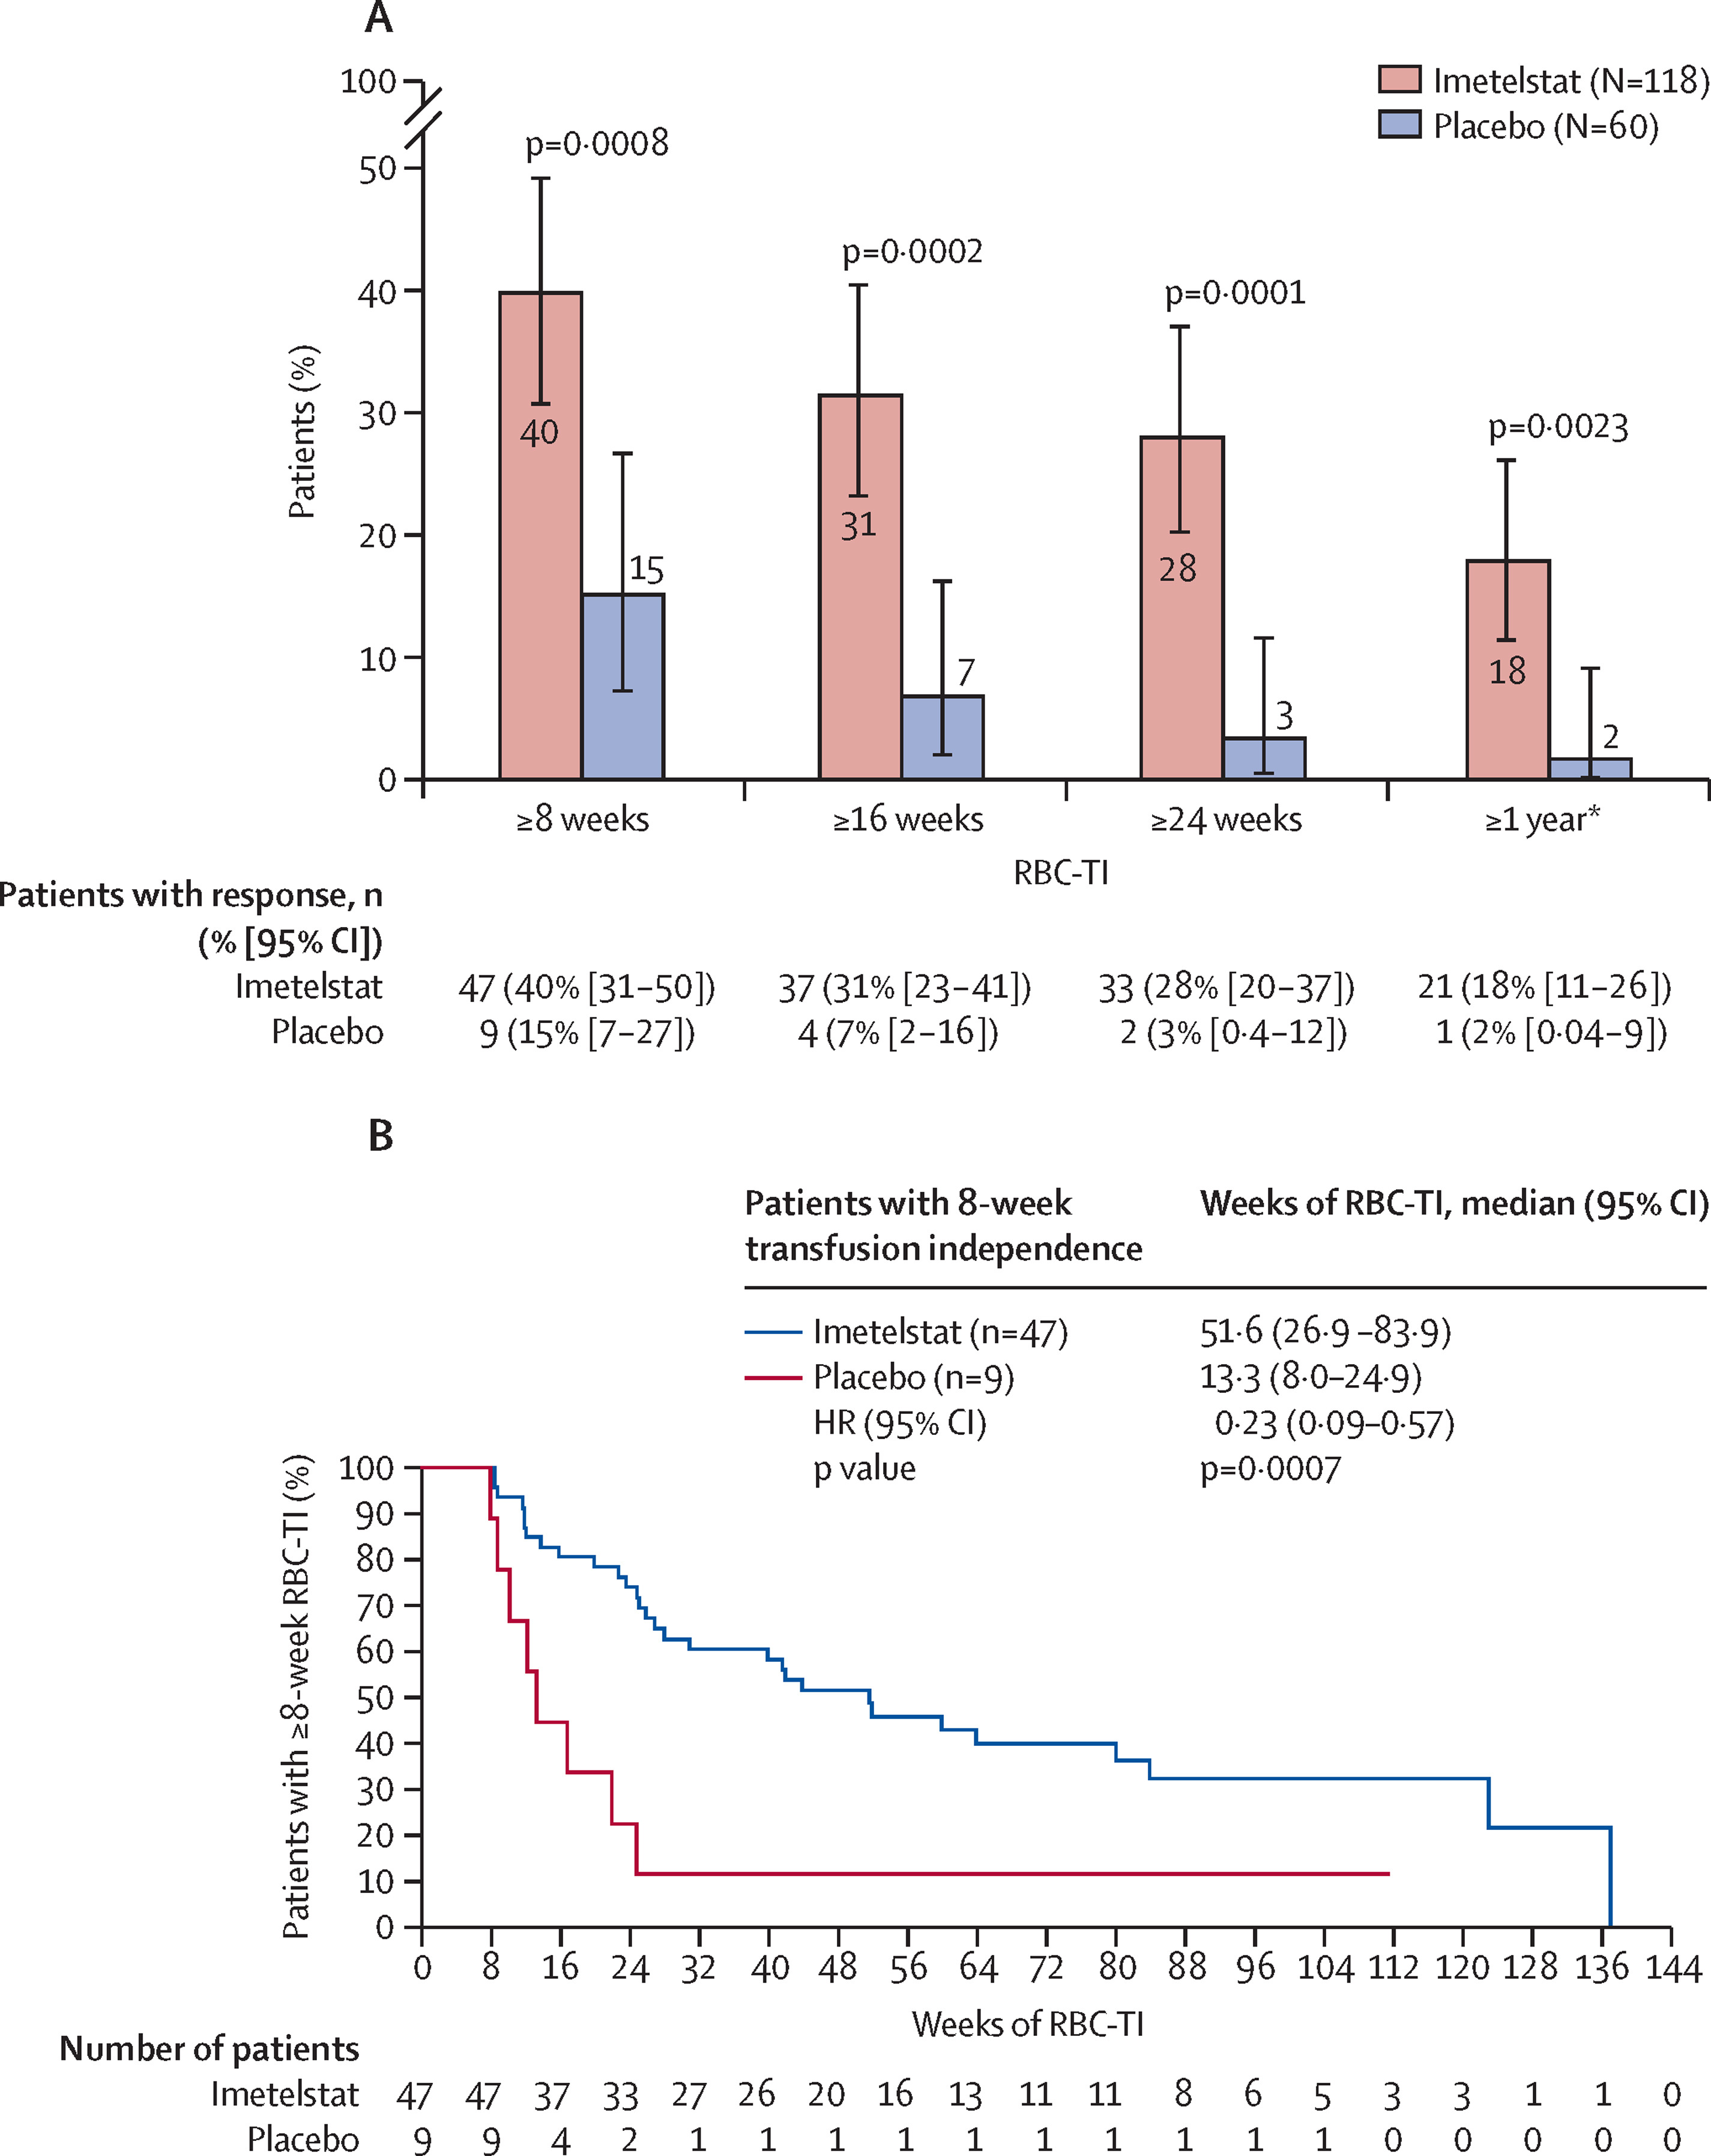 A
100
50
40
30
20
10
0
Patients (%)
Imetelstat (N=118)
Placebo (N=60)
p=0·0008
p=0·0002
p=0·0001
p=0·0023
40
15
31
7
28
3
18
2
≥8 weeks ≥16 weeks ≥24 weeks ≥1 year*
RBC-TI
Patients with response, n
(% [95% CI])
Imetelstat 47 (40% [31–50]) 37 (31% [23–41]) 33 (28% [20–37]) 21 (18% [11–26])
Placebo 9 (15% [7–27]) 4 (7% [2–16]) 2 (3% [0·4–12]) 1 (2% [0·04–9])
B
Patients with 8-week Weeks of RBC-TI, median (95% CI)
transfusion independence
Imetelstat (n=47) 51·6 (26·9 –83·9)
Placebo (n=9) 13·3 (8·0–24·9)
HR (95% CI) 0·23 (0·09–0·57)
p value p=0·0007
Patients with ≥8-week RBC-TI (%)
100
90
80
70
60
50
40
30
20
10
0
0 8 16 24 32 40 48 56 64 72 80 88 96 104 112 120 128 136 144
Weeks of RBC-TI
Number of patients
Imetelstat 47 47 37 33 27 26 20 16 13 11 11 8 6 5 3 3 1 1 0
Placebo 9 9 4 2 1 1 1 1 1 1 1 1 1 1 0 0 0 0 0